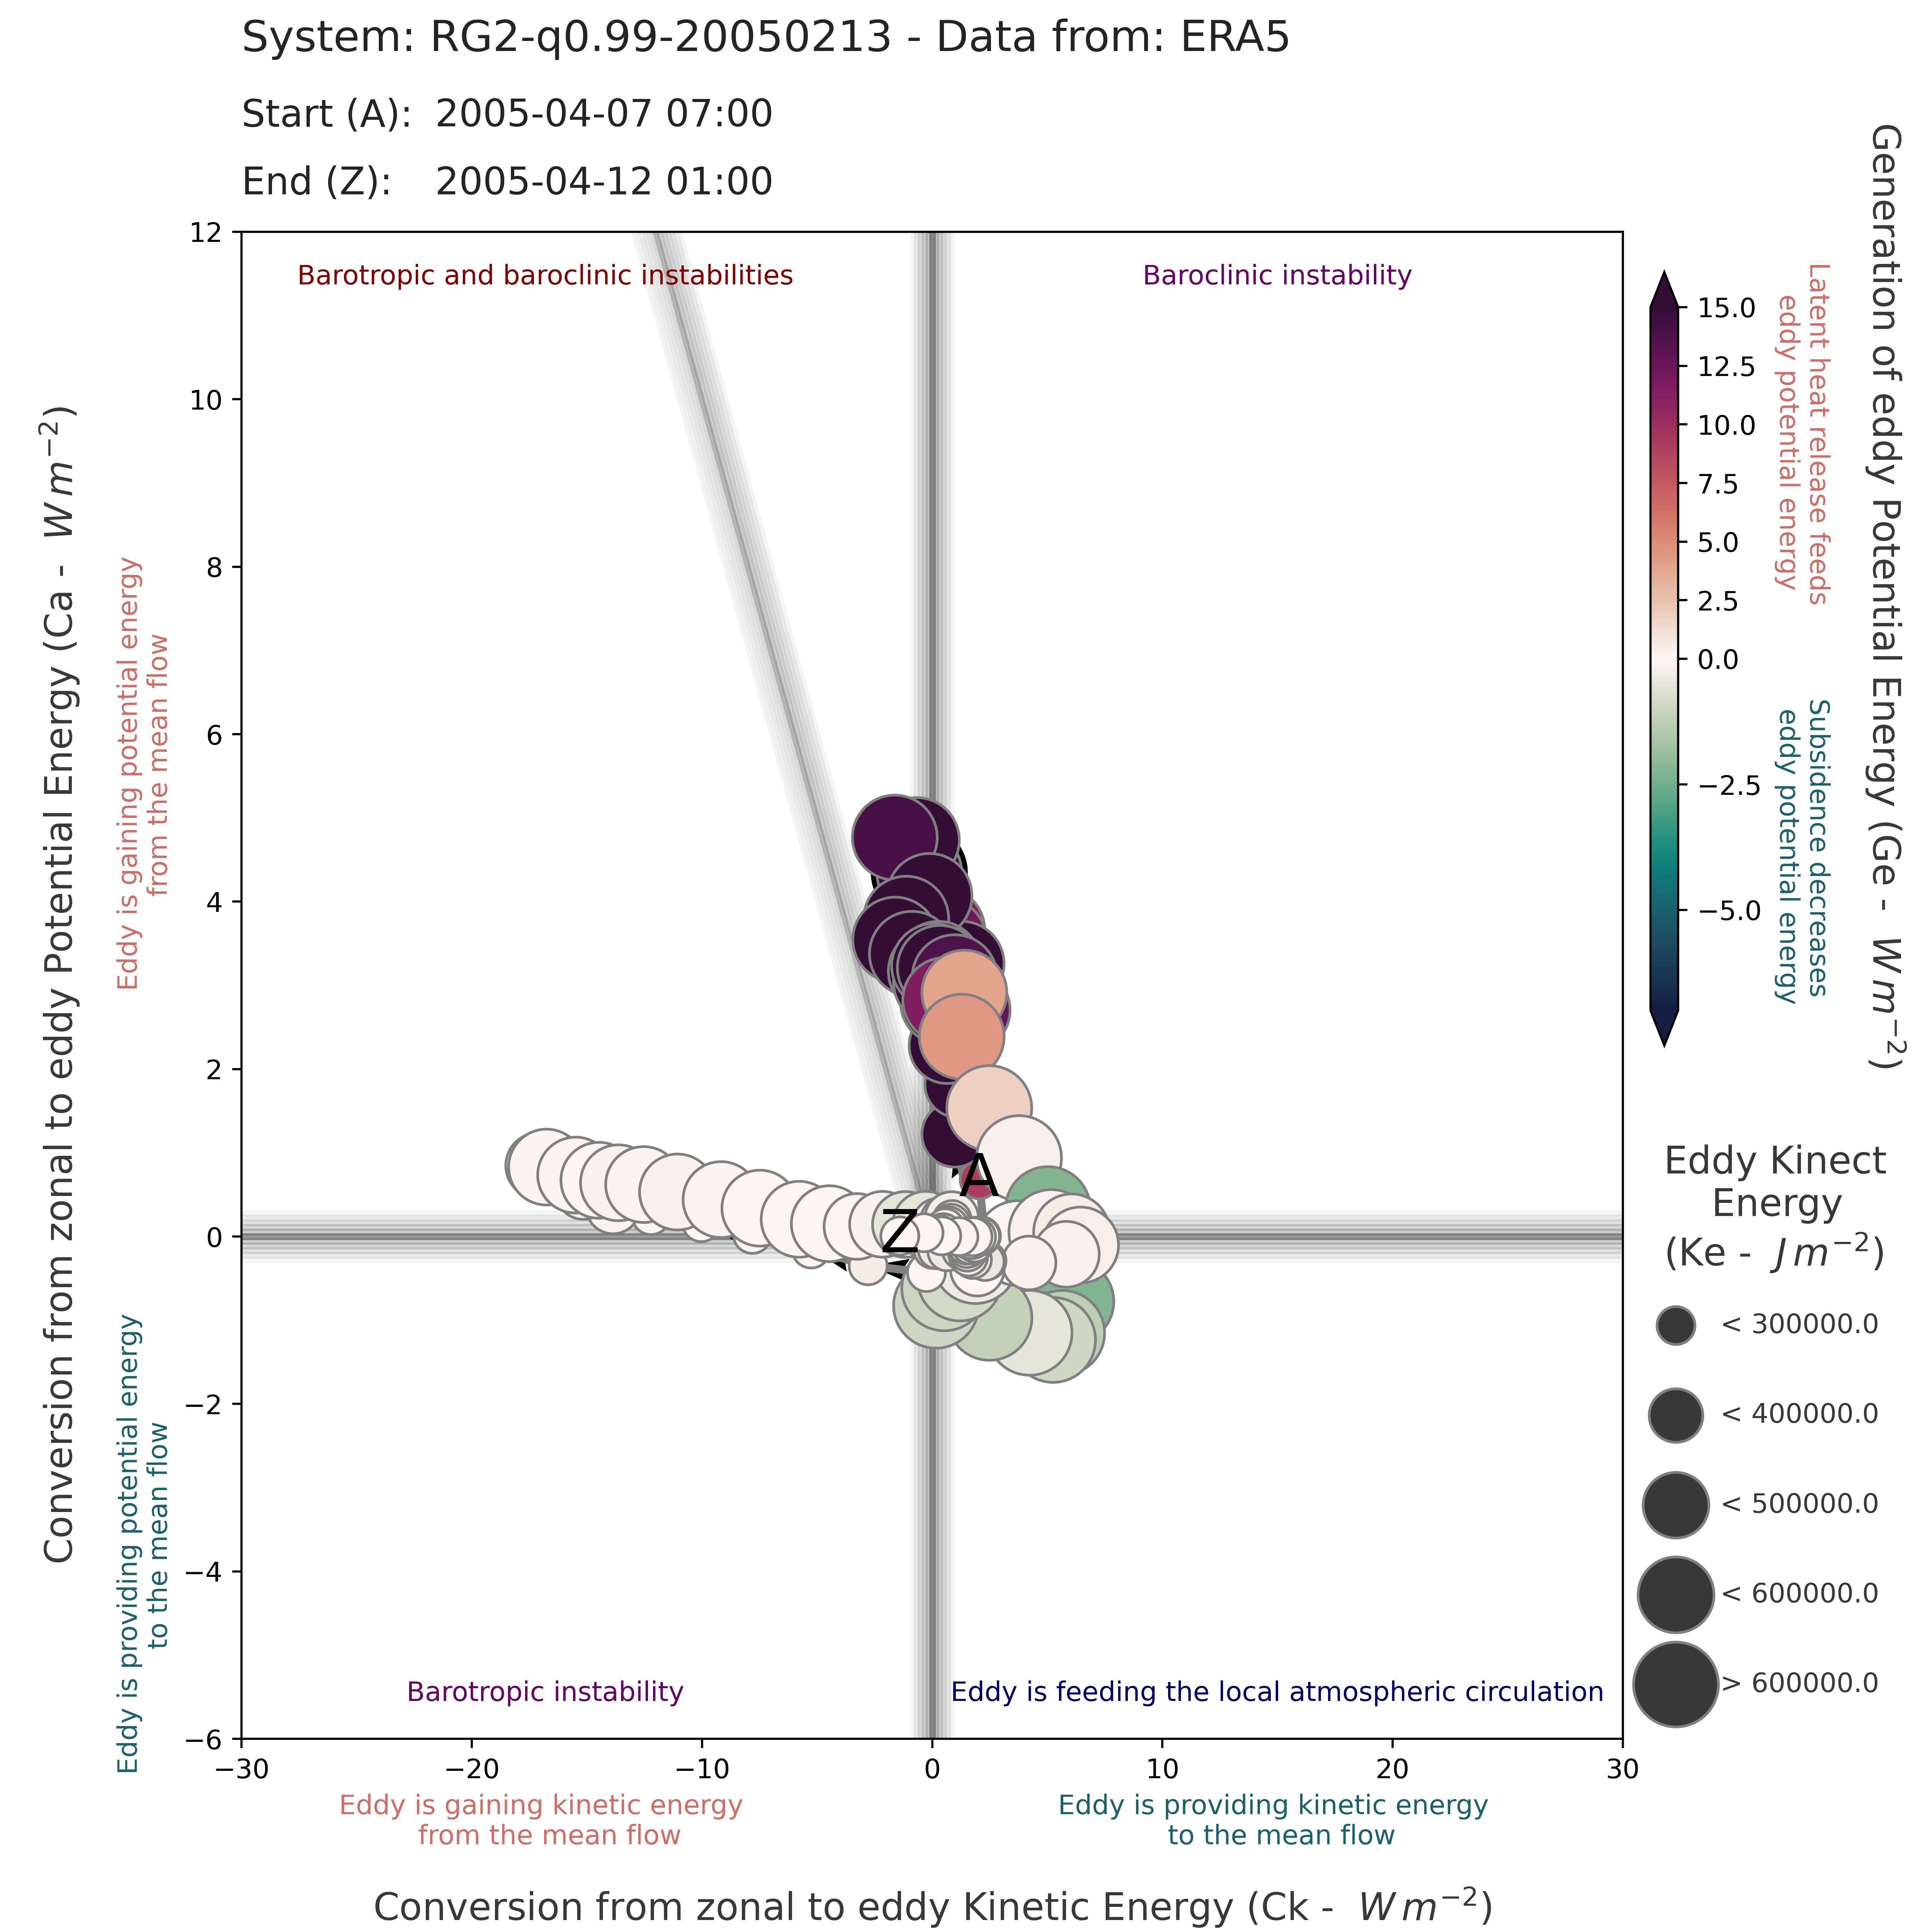 System: RG2-q0.99-20050213 - Data from: ERA5
Start (A): 2005-04-07 07:00
End (Z): 2005-04-12 01:00
Conversion from zonal to eddy Potential Energy (Ca - W m−2)
Eddy is gaining potential energy
from the mean flow
Eddy is providing potential energy
to the mean flow
12
10
8
6
4
2
0
−2
−4
−6
Barotropic and baroclinic instabilities
Baroclinic instability
A
Z
Barotropic instability
Eddy is feeding the local atmospheric circulation
−30
−20
−10
0
10
20
30
Eddy is gaining kinetic energy
from the mean flow
Eddy is providing kinetic energy
to the mean flow
Conversion from zonal to eddy Kinetic Energy (Ck - W m−2)
15.0
12.5
10.0
7.5
5.0
2.5
0.0
−2.5
−5.0
Latent heat release feeds
eddy potential energy
Subsidence decreases
eddy potential energy
Generation of eddy Potential Energy (Ge - W m−2)
Eddy Kinect
Energy
(Ke - J m−2)
< 300000.0
< 400000.0
< 500000.0
< 600000.0
> 600000.0